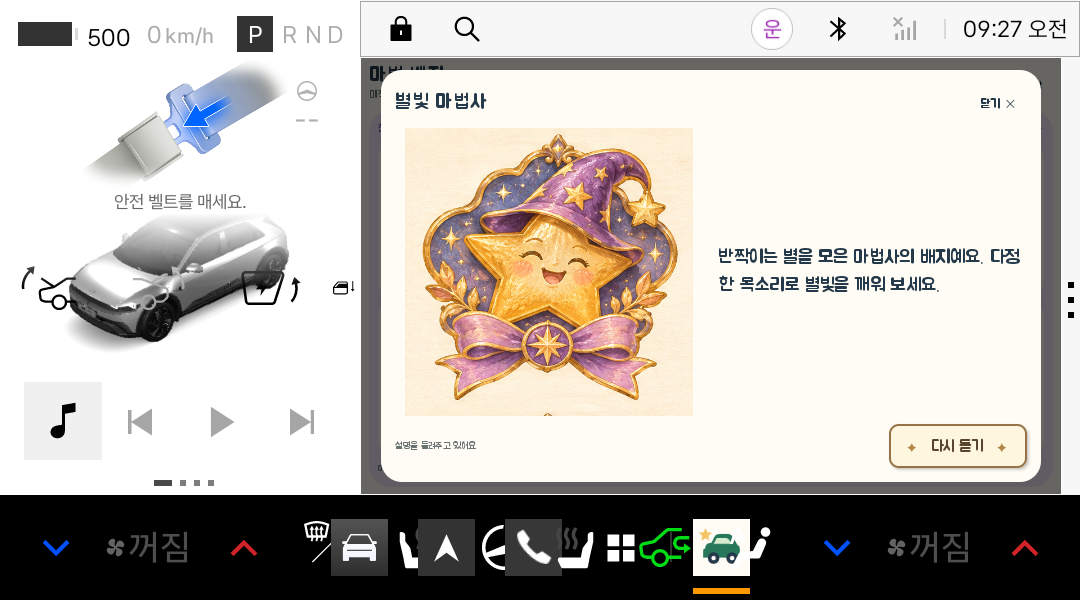 500 0 km/h P R N D
09:27 오전
운
안전 벨트를 매세요.
별빛 마법사
닫기 ×
반짝이는 별을 모은 마법사의 배지예요. 다정
한 목소리로 별빛을 깨워 보세요.
설명을 들려주고 있어요
다시 듣기
꺼짐
꺼짐